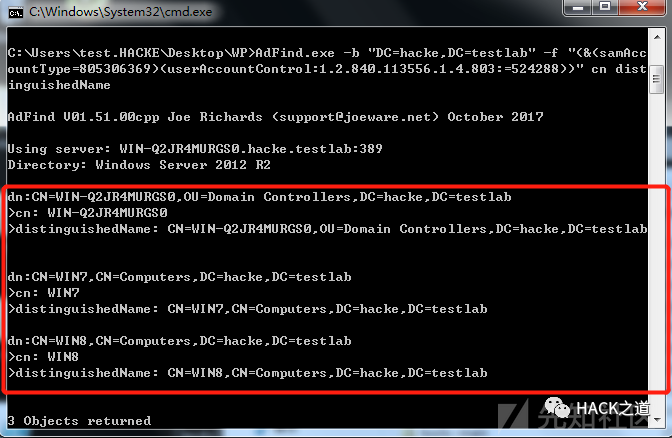 C:\Windows\System32\cmd.exe
C:\Users\test.HACKE\Desktop\WP>AdFind.exe -b "DC=hacke,DC=testlab" -f "(&(samAcc
ountType=805306369)(userAccountControl:1.2.840.113556.1.4.803:=524288))" cn dist
inguishedName
AdFind V01.51.00cpp Joe Richards (support@joeware.net) October 2017
Using server: WIN-Q2JR4MURGS0.hacke.testlab:389
Directory: Windows Server 2012 R2
dn:CN=WIN-Q2JR4MURGS0,OU=Domain Controllers,DC=hacke,DC=testlab
>cn: WIN-Q2JR4MURGS0
>distinguishedName: CN=WIN-Q2JR4MURGS0,OU=Domain Controllers,DC=hacke,DC=testlab
dn:CN=WIN7,CN=Computers,DC=hacke,DC=testlab
>cn: WIN7
>distinguishedName: CN=WIN7,CN=Computers,DC=hacke,DC=testlab
dn:CN=WIN8,CN=Computers,DC=hacke,DC=testlab
>cn: WIN8
>distinguishedName: CN=WIN8,CN=Computers,DC=hacke,DC=testlab
HACK之道
3 Objects returned